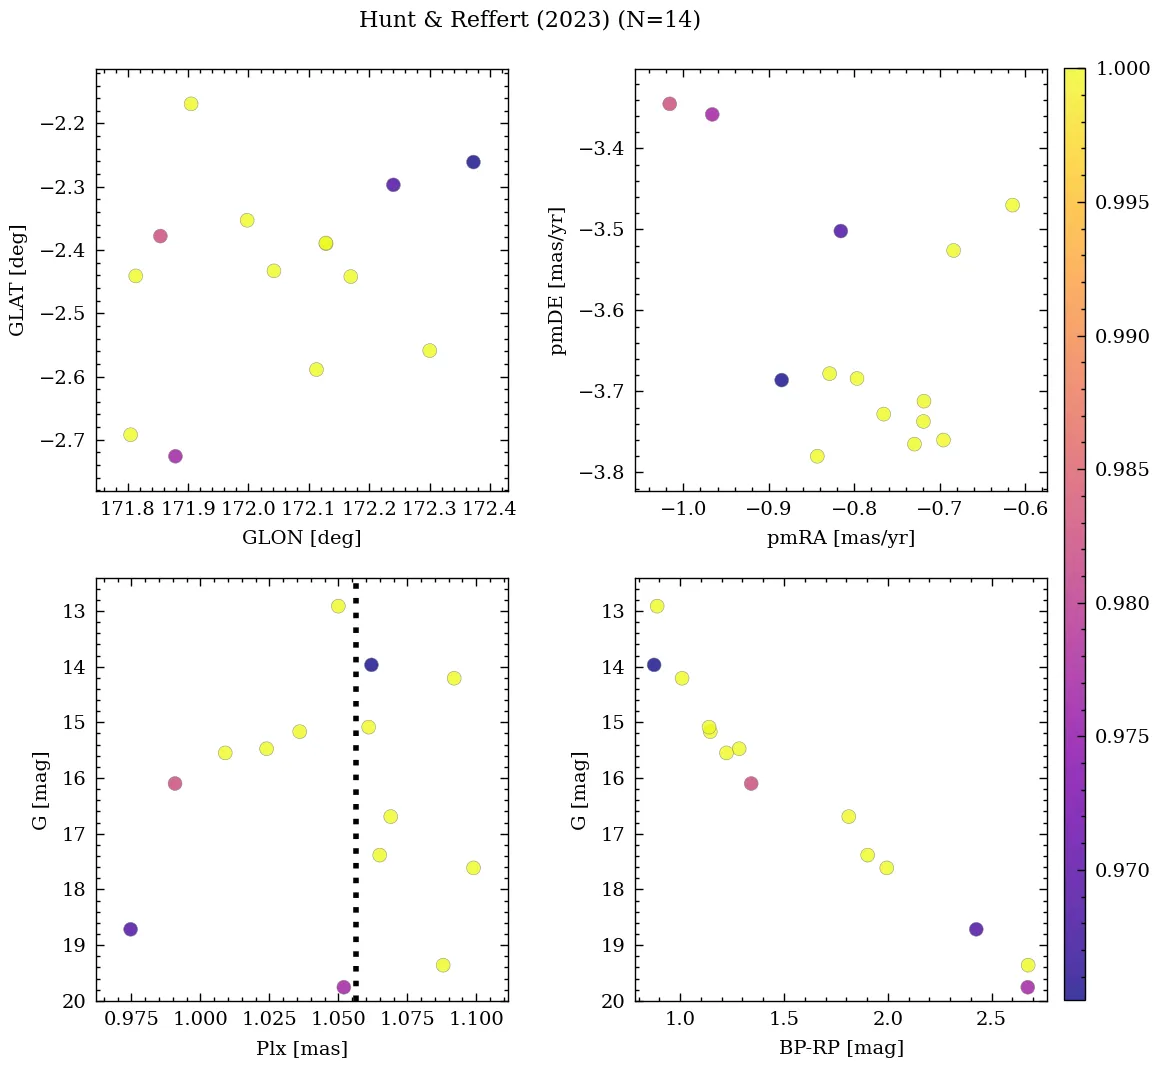 Hunt & Reffert (2023) (N=14)
−2.2
−2.3
−2.4
−2.5
−2.6
−2.7
GLAT [deg]
171.8 171.9 172.0 172.1 172.2 172.3 172.4
GLON [deg]
−3.4
−3.5
−3.6
−3.7
−3.8
pmDE [mas/yr]
−1.0 −0.9 −0.8 −0.7 −0.6
pmRA [mas/yr]
13
14
15
16
17
18
19
20
G [mag]
0.975 1.000 1.025 1.050 1.075 1.100
Plx [mas]
13
14
15
16
17
18
19
20
G [mag]
1.0 1.5 2.0 2.5
BP-RP [mag]
1.000
0.995
0.990
0.985
0.980
0.975
0.970